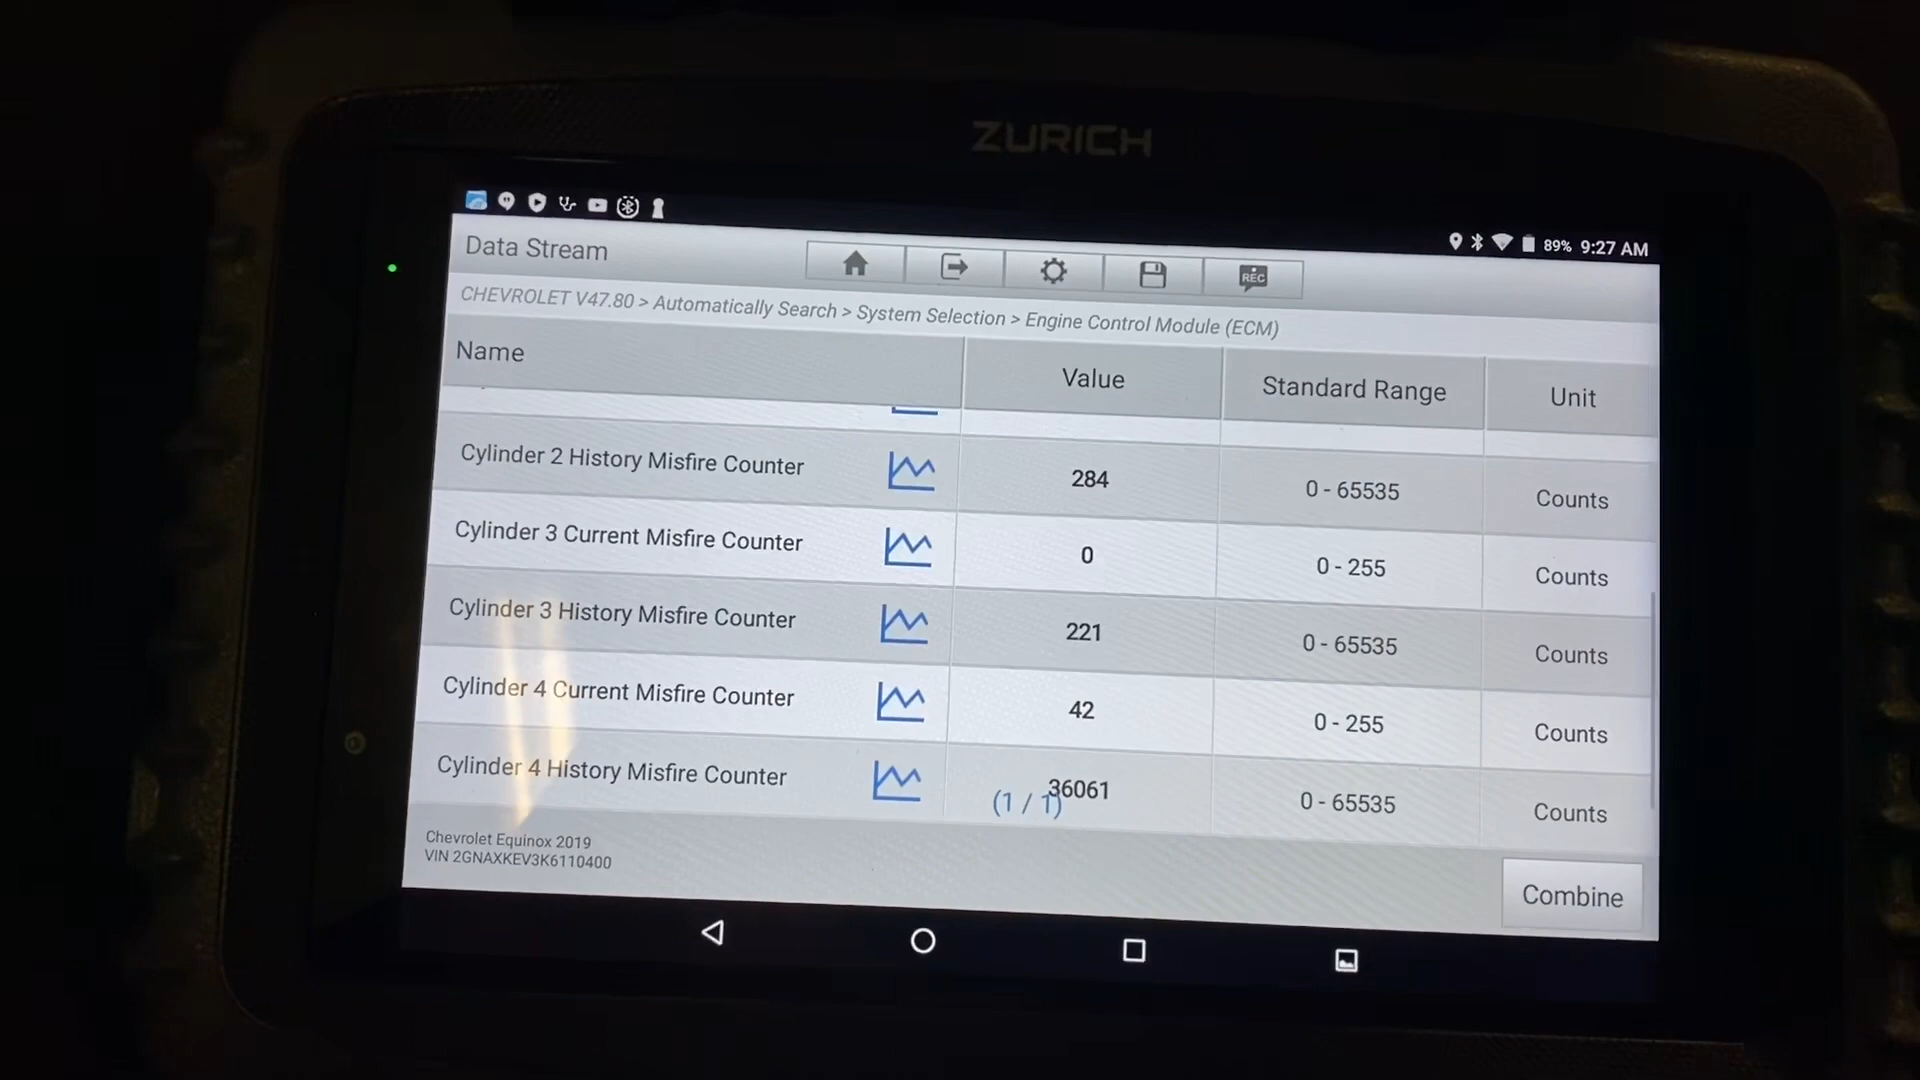 ZURICH
89% 9:27 AM
Data Stream
REC
CHEVROLET V47.80 > Automatically Search > System Selection > Engine Control Module (ECM)
Name Value Standard Range Unit
Cylinder 2 History Misfire Counter 284 0 - 65535 Counts
Cylinder 3 Current Misfire Counter 0 0 - 255 Counts
Cylinder 3 History Misfire Counter 221 0 - 65535 Counts
Cylinder 4 Current Misfire Counter 42 0 - 255 Counts
Cylinder 4 History Misfire Counter 36061 0 - 65535 Counts
(1 / 1)
Chevrolet Equinox 2019
VIN 2GNAXKEV3K6110400
Combine